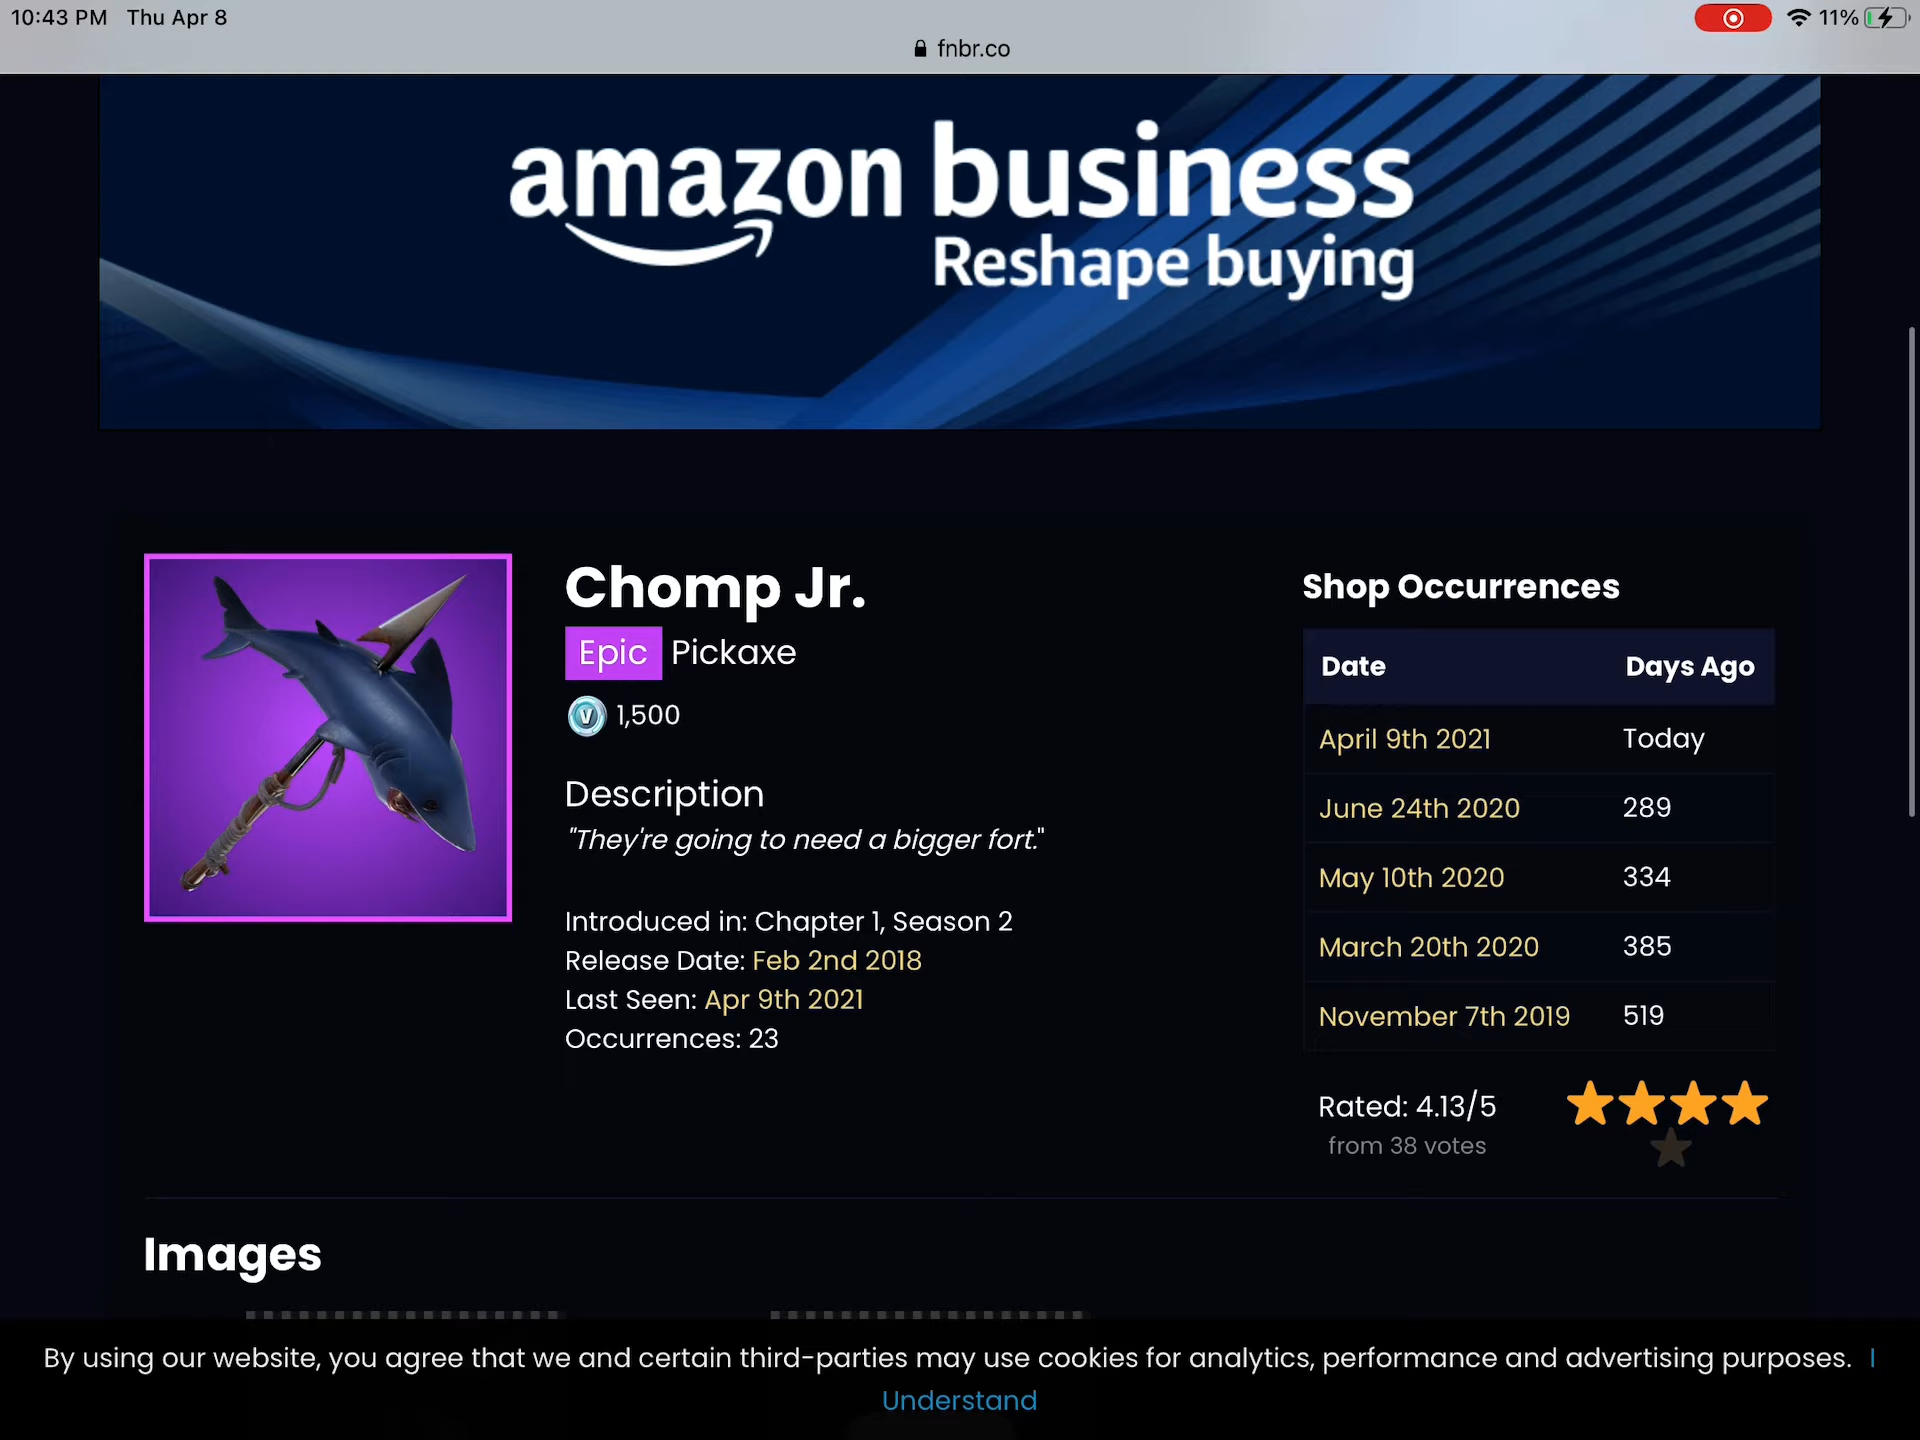 10:43 PM Thu Apr 8
11%
fnbr.co
amazon business
Reshape buying
Chomp Jr.
Epic Pickaxe
V 1,500
Description
"They're going to need a bigger fort."
Introduced in: Chapter 1, Season 2
Release Date: Feb 2nd 2018
Last Seen: Apr 9th 2021
Occurrences: 23
Shop Occurrences
Date Days Ago
April 9th 2021 Today
June 24th 2020 289
May 10th 2020 334
March 20th 2020 385
November 7th 2019 519
Rated: 4.13/5
from 38 votes
Images
By using our website, you agree that we and certain third-parties may use cookies for analytics, performance and advertising purposes. I
Understand